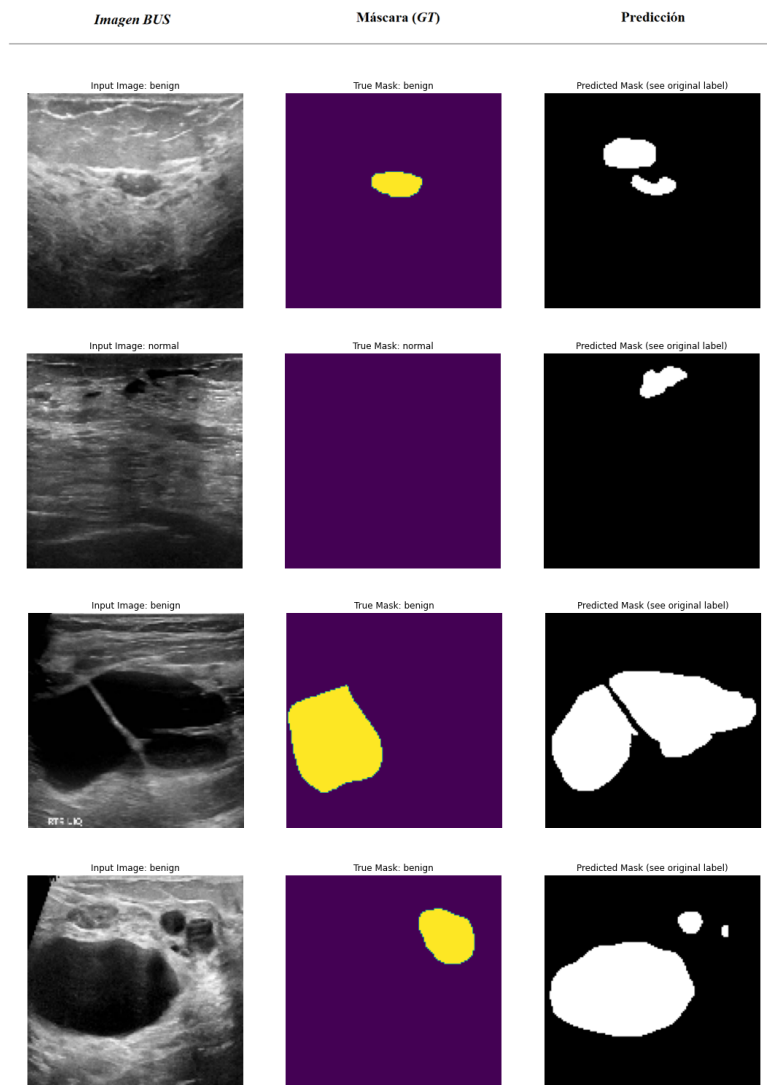 Imagen BUS Máscara (GT) Predicción
Input Image: benign True Mask: benign Predicted Mask (see original label)
Input Image: normal True Mask: normal Predicted Mask (see original label)
Input Image: benign True Mask: benign Predicted Mask (see original label)
RT9 LIQ
Input Image: benign True Mask: benign Predicted Mask (see original label)